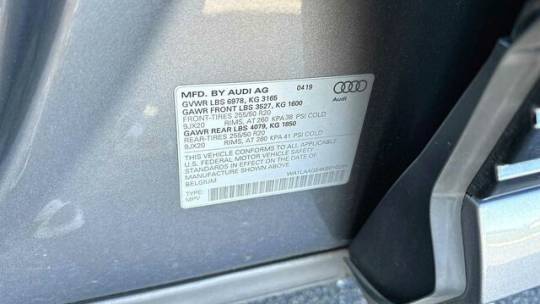 MFD. BY AUDI AG 04/19
GVWR LBS 6978, KG 3165
GAWR FRONT LBS 3527, KG 1600
FRONT-TIRES 255/50 R20
9JX20 RIMS, AT 260 KPA 38 PSI COLD
GAWR REAR LBS 4079, KG 1850
REAR-TIRES 255/50 R20
9JX20 RIMS, AT 280 KPA 41 PSI COLD
THIS VEHICLE CONFORMS TO ALL APPLICABLE
U.S. FEDERAL MOTOR VEHICLE SAFETY
STANDARDS IN EFFECT ON THE DATE OF
MANUFACTURE SHOWN ABOVE.
BELGIUM
TYPE:
MPV
Audi